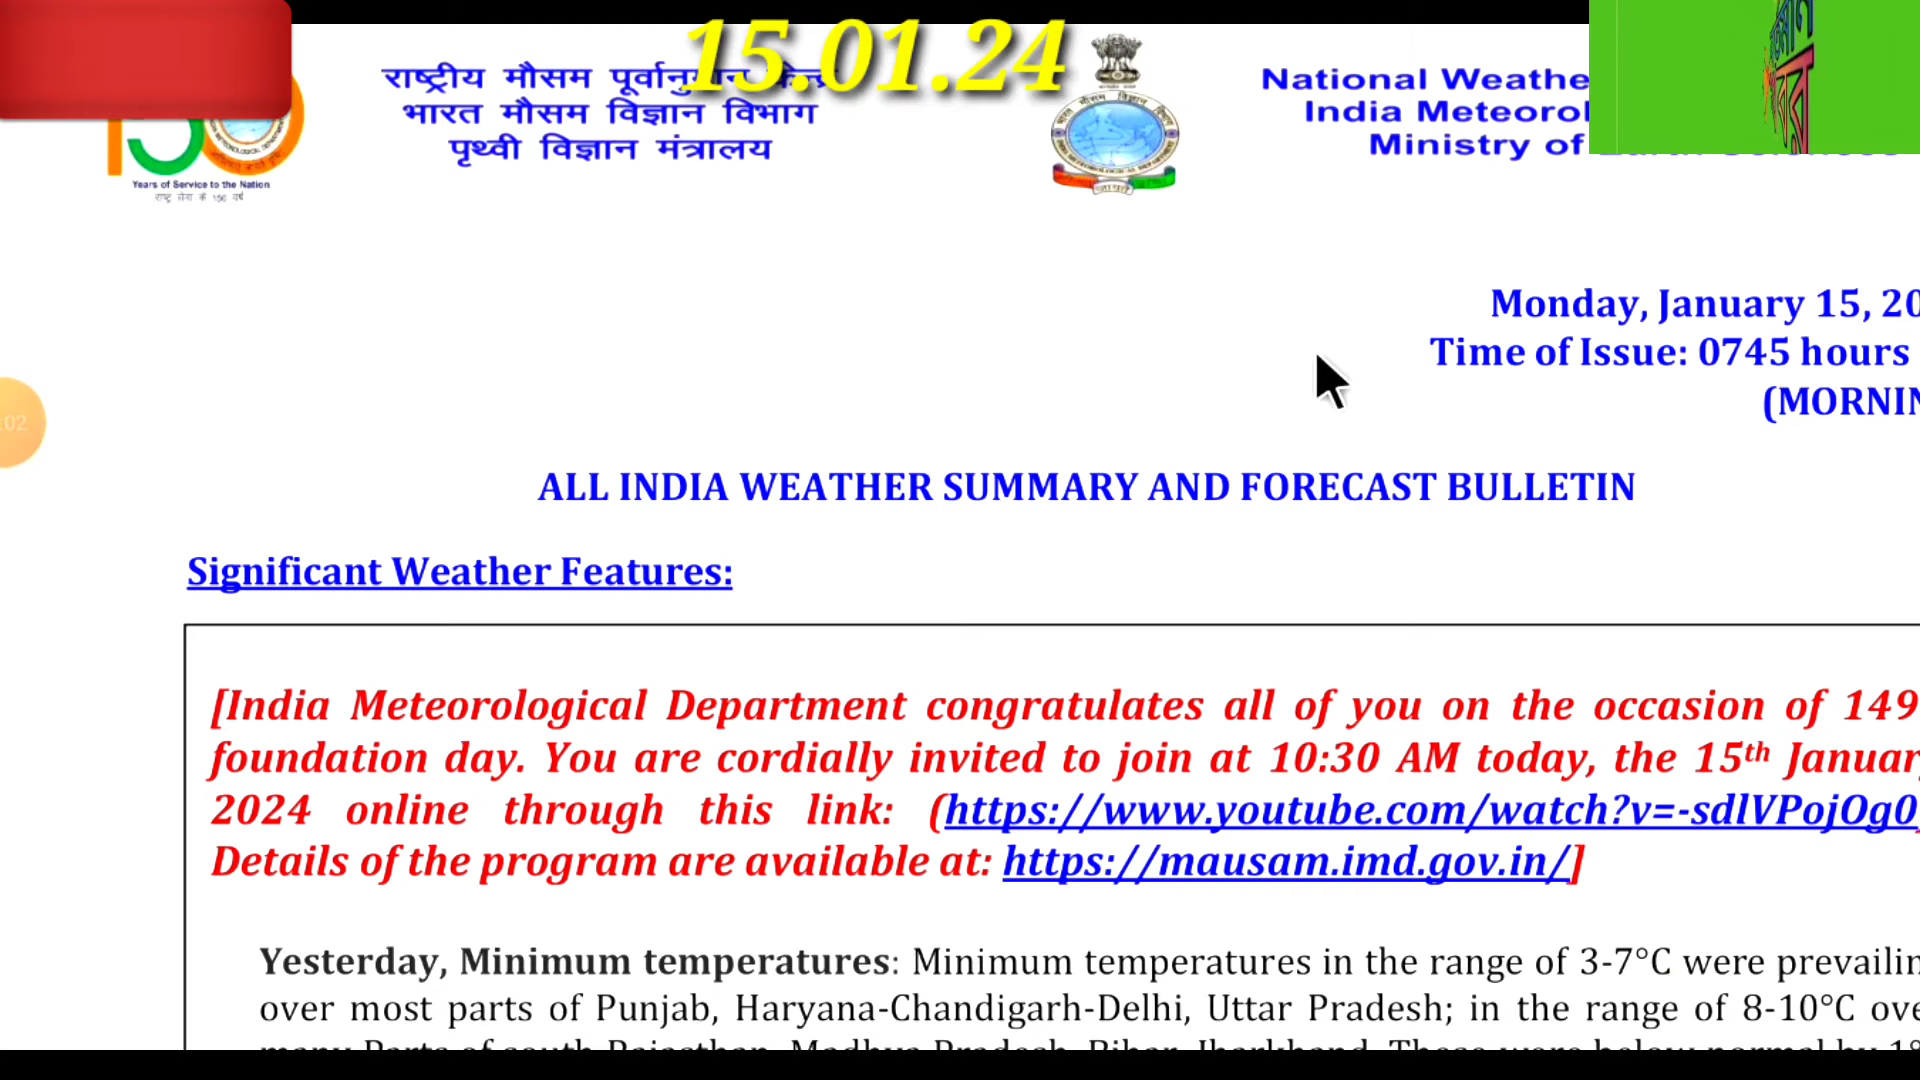 15.01.24
राष्ट्रीय मौसम
भारत मौसम विज्ञान विभाग
पृथ्वी विज्ञान मंत्रालय
National
India
Ministry of
Years of Service to the Nation
राष्ट्र सेवा के 150 वर्ष
Monday, January 15, 20
Time of Issue: 0745 hours
:02
ALL INDIA WEATHER SUMMARY AND FORECAST BULLETIN
Significant Weather Features:
[India Meteorological Department congratulates all of you on the occasion of 149
foundation day. You are cordially invited to join at 10:30 AM today, the 15th January
2024 online through this link: (https://www.youtube.com/watch?v=-sdlVPojOg0
Details of the program are available at: https://mausam.imd.gov.in/]
Yesterday, Minimum temperatures: Minimum temperatures in the range of 3-7°C were
over most parts of Punjab, Haryana-Chandigarh-Delhi, Uttar Pradesh; in the range of 8-10°C